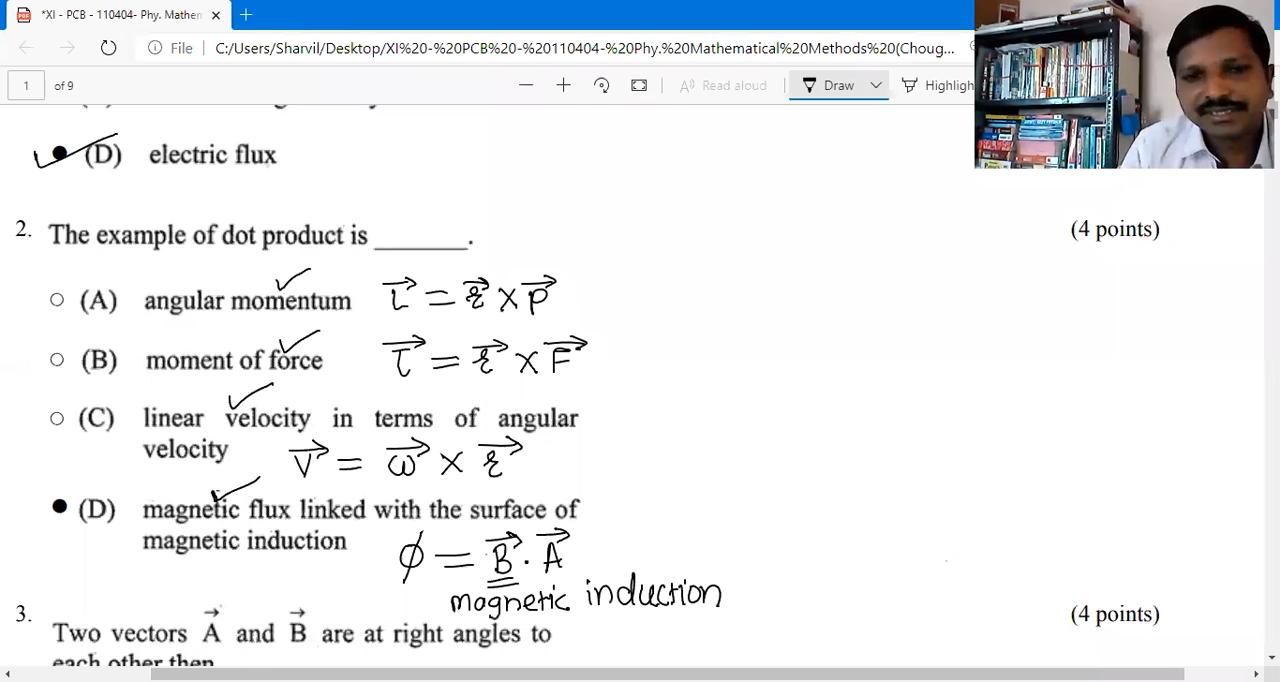 *XI - PCB - 110404- Phy. Mather
File C:/Users/Sharvil/Desktop/XI%20-%20PCB%20-%20110404-%20Phy.%20Mathematical%20Methods%20(Choug...
1 of 9 Read aloud Draw Highligh
(D) electric flux
2. The example of dot product is ______. (4 points)
(A) angular momentum L = r × p
(B) moment of force τ = r × F
(C) linear velocity in terms of angular
velocity V = ω × r
(D) magnetic flux linked with the surface of
magnetic induction ϕ = B · A
magnetic induction
3. (4 points)
Two vectors A and B are at right angles to
each other then